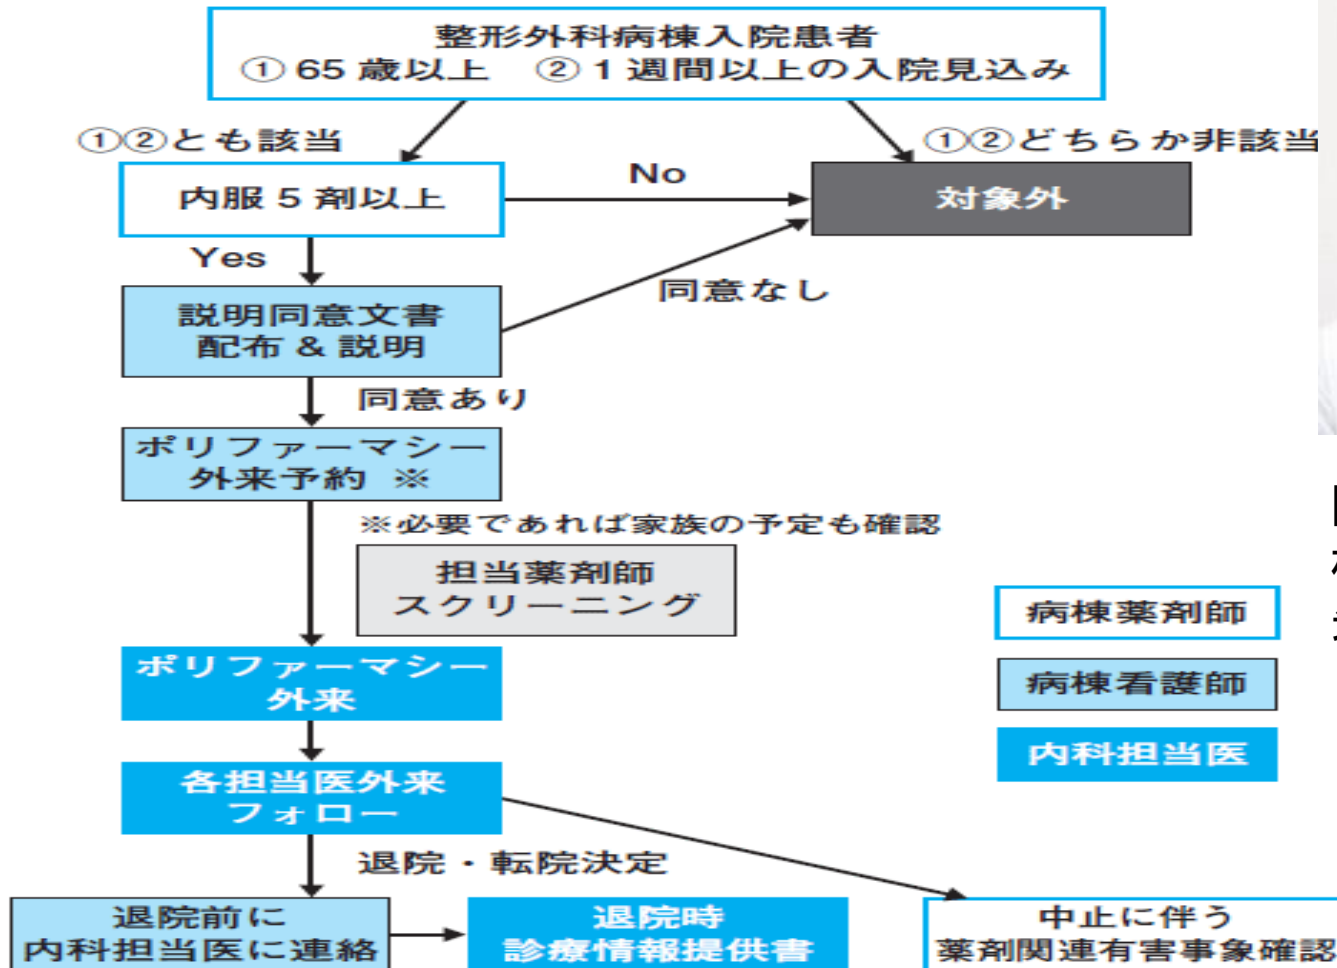 整形外科病棟入院患者
① 65 歳以上 ② 1 週間以上の入院見込み
①②とも該当
①②どちらか非該当
内服 5 剤以上
No
対象外
Yes
説明同意文書
配布 & 説明
同意なし
同意あり
ポリファーマシー
外来予約 ※
※必要であれば家族の予定も確認
担当薬剤師
スクリーニング
ポリファーマシー
外来
病棟薬剤師
病棟看護師
内科担当医
各担当医外来
フォロー
退院・転院決定
退院前に
内科担当医に連絡
退院時
診療情報提供書
中止に伴う
薬剤関連有害事象確認